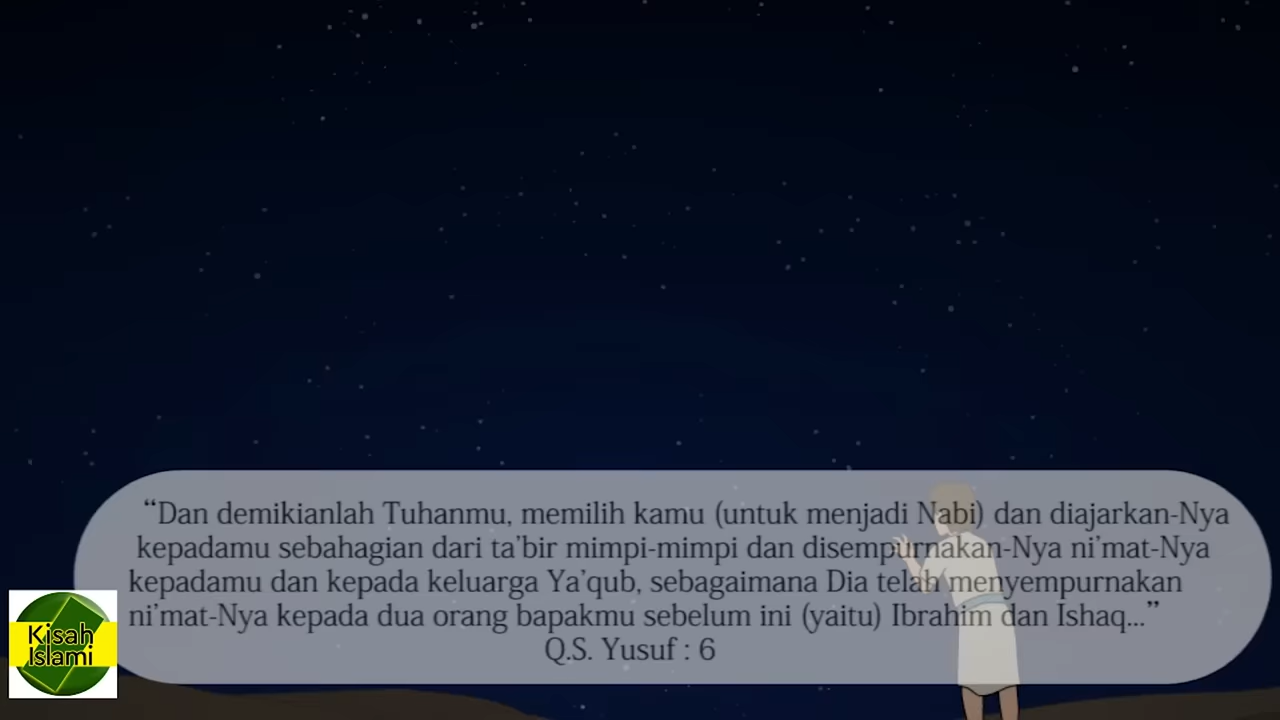 “Dan demikianlah Tuhanmu, memilih kamu (untuk menjadi Nabi) dan diajarkan-Nya
kepadamu sebahagian dari ta’bir mimpi-mimpi dan disempurnakan-Nya ni’mat-Nya
kepadamu dan kepada keluarga Ya’qub, sebagaimana Dia telah menyempurnakan
ni’mat-Nya kepada dua orang bapakmu sebelum ini (yaitu) Ibrahim dan Ishaq...”
Q.S. Yusuf : 6
Kisah
Islami